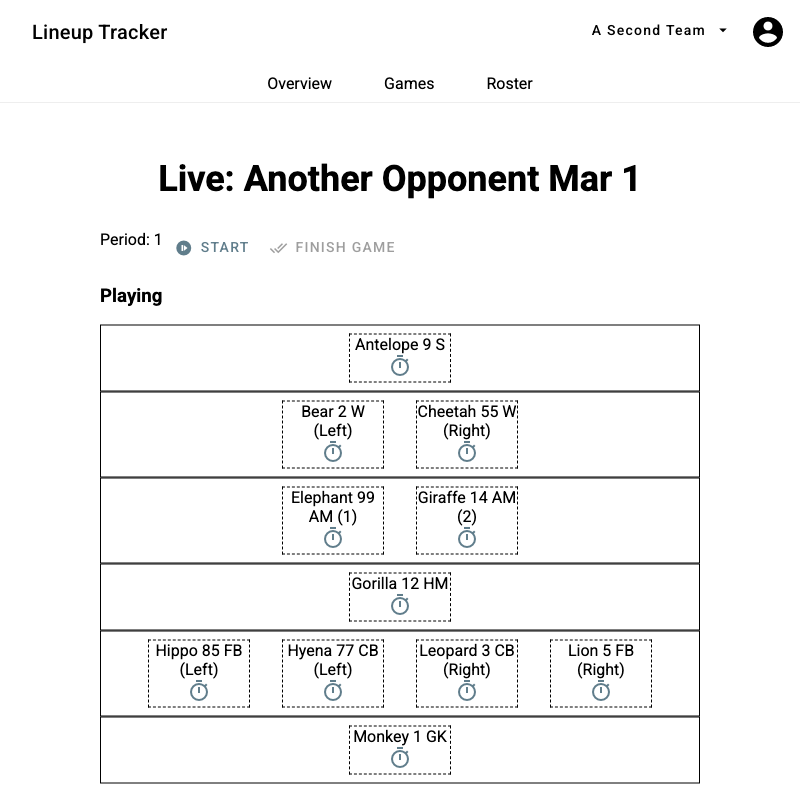 Lineup Tracker
A Second Team
Overview Games Roster
Live: Another Opponent Mar 1
Period: 1 START FINISH GAME
Playing
Antelope 9 S
Bear 2 W
(Left)
Cheetah 55 W
(Right)
Elephant 99
AM (1)
Giraffe 14 AM
(2)
Gorilla 12 HM
Hippo 85 FB
(Left)
Hyena 77 CB
(Left)
Leopard 3 CB
(Right)
Lion 5 FB
(Right)
Monkey 1 GK